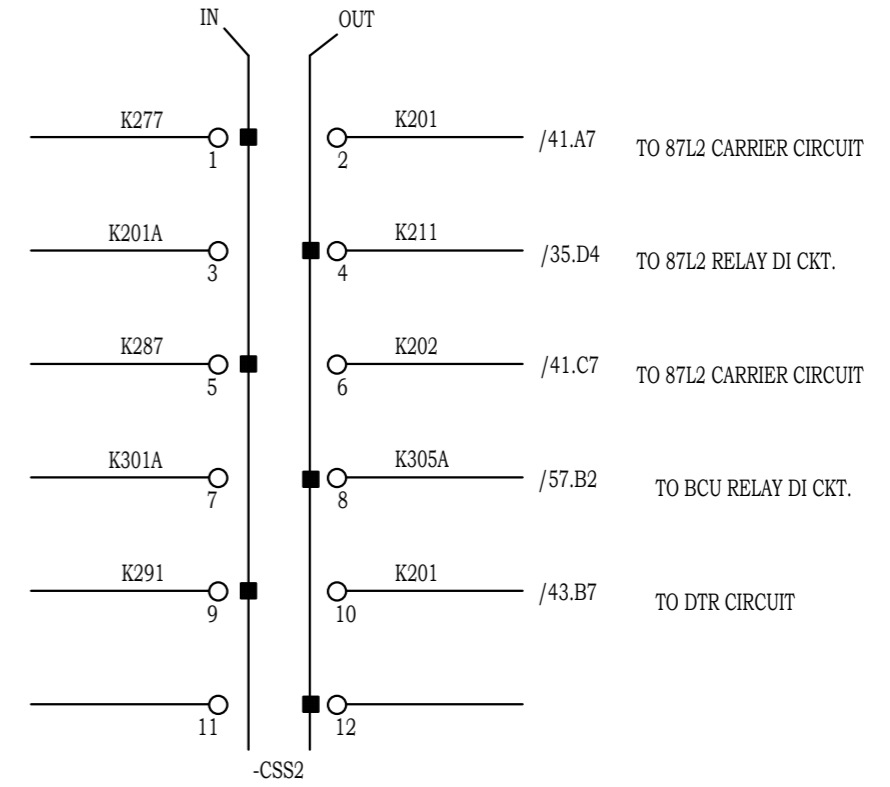 IN OUT
K277 K201 /41.A7 TO 87L2 CARRIER CIRCUIT
1 2
K201A K211 /35.D4 TO 87L2 RELAY DI CKT.
3 4
K287 K202 /41.C7 TO 87L2 CARRIER CIRCUIT
5 6
K301A K305A /57.B2 TO BCU RELAY DI CKT.
7 8
K291 K201 /43.B7 TO DTR CIRCUIT
9 10
11 12
-CSS2